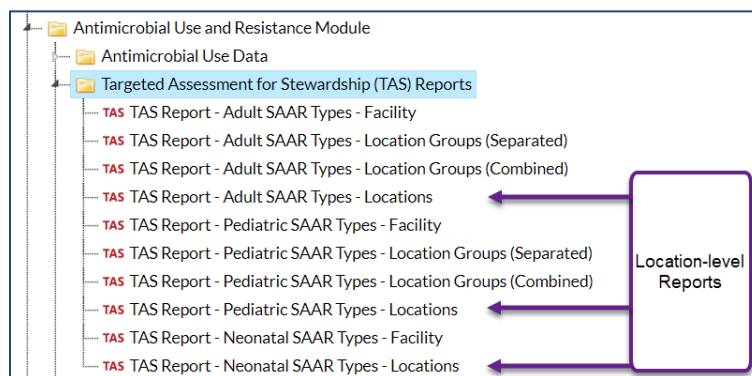 Antimicrobial Use and Resistance Module
Antimicrobial Use Data
Targeted Assessment for Stewardship (TAS) Reports
TAS TAS Report - Adult SAAR Types - Facility
TAS TAS Report - Adult SAAR Types - Location Groups (Separated)
TAS TAS Report - Adult SAAR Types - Location Groups (Combined)
TAS TAS Report - Adult SAAR Types - Locations
TAS TAS Report - Pediatric SAAR Types - Facility
TAS TAS Report - Pediatric SAAR Types - Location Groups (Separated)
TAS TAS Report - Pediatric SAAR Types - Location Groups (Combined)
TAS TAS Report - Pediatric SAAR Types - Locations
TAS TAS Report - Neonatal SAAR Types - Facility
TAS TAS Report - Neonatal SAAR Types - Locations
Location-level
Reports